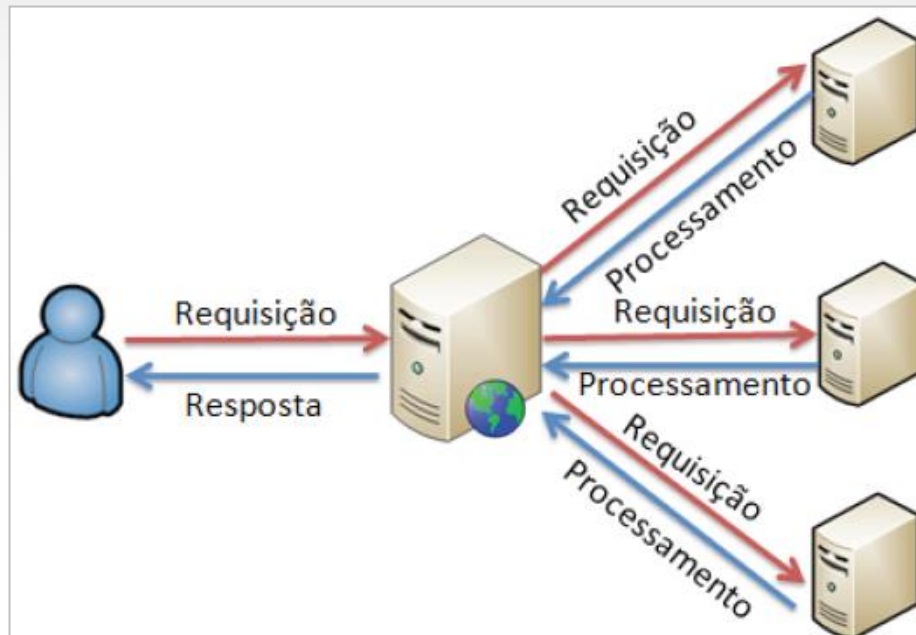 Requisição
Processamento
Requisição
Resposta
Requisição
Processamento
Requisição
Processamento